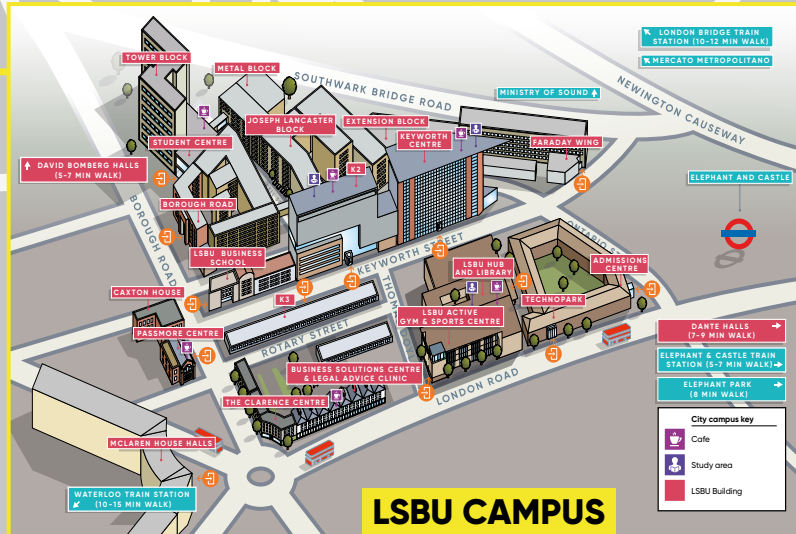 LONDON BRIDGE TRAIN
STATION (10-12 MIN WALK)
MERCATO METROPOLITANO
TOWER BLOCK
METAL BLOCK
SOUTHWARK BRIDGE ROAD
MINISTRY OF SOUND
NEWINGTON CAUSEWAY
JOSEPH LANCASTER
BLOCK
EXTENSION BLOCK
STUDENT CENTRE
KEYWORTH
CENTRE
FARADAY WING
DAVID BOMBERG HALLS
(5-7 MIN WALK)
K2
ELEPHANT AND CASTLE
BOROUGH ROAD
BOROUGH ROAD
LSBU BUSINESS
SCHOOL
KEYWORTH STREET
LSBU HUB
AND LIBRARY
ADMISSIONS
CENTRE
CAXTON HOUSE
K3
TECHNOPARK
LSBU ACTIVE
GYM & SPORTS CENTRE
PASSMORE CENTRE
ROTARY STREET
DANTE HALLS
(7-9 MIN WALK)
BUSINESS SOLUTIONS CENTRE
& LEGAL ADVICE CLINIC
LONDON ROAD
ELEPHANT & CASTLE TRAIN
STATION (5-7 MIN WALK)
ELEPHANT PARK
(8 MIN WALK)
THE CLARENCE CENTRE
MCLAREN HOUSE HALLS
WATERLOO TRAIN STATION
(10-15 MIN WALK)
City campus key
Cafe
Study area
LSBU Building
LSBU CAMPUS